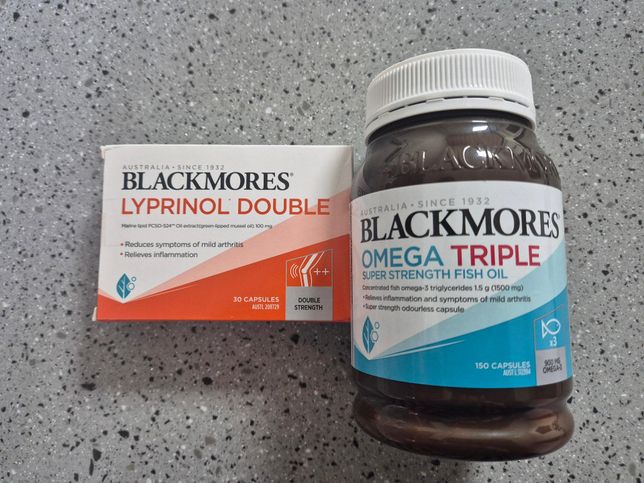 AUSTRALIA • SINCE 1932
BLACKMORES®
LYPRINOL® DOUBLE
Marine lipid PCSO-524™ Oil extract(green-lipped mussel oil) 100 mg
• Reduces symptoms of mild arthritis
• Relieves inflammation
++
30 CAPSULES
AUSTL 208729
DOUBLE
STRENGTH
BLACKMORES
AUSTRALIA • SINCE 1932
BLACKMORES®
OMEGA TRIPLE
SUPER STRENGTH FISH OIL
Concentrated fish omega-3 triglycerides 1.5 g (1500 mg)
• Relieves inflammation and symptoms of mild arthritis
• Super strength odourless capsule
x3
150 CAPSULES
AUST L
900 MG
OMEGA-3